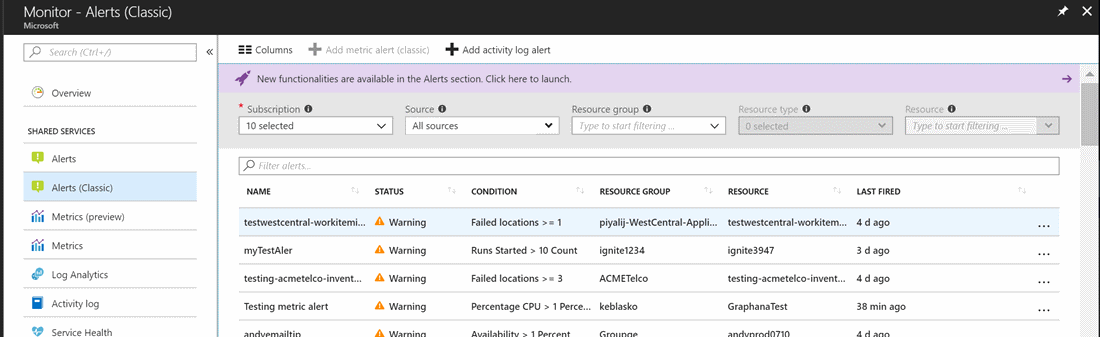 Monitor - Alerts (Classic)
Microsoft
Search (Ctrl+/)
Overview
SHARED SERVICES
Alerts
Alerts (Classic)
Metrics (preview)
Metrics
Log Analytics
Activity log
Service Health
Columns
Add metric alert (classic)
Add activity log alert
New functionalities are available in the Alerts section. Click here to launch.
* Subscription Source Resource group Resource type Resource
10 selected All sources Type to start filtering ... 0 selected Type to start filtering ...
Filter alerts...
NAME STATUS CONDITION RESOURCE GROUP RESOURCE LAST FIRED
testwestcentral-workitemi... Warning Failed locations >= 1 piyalij-WestCentral-Appli... testwestcentral-workitem... 4 d ago ...
myTestAler Warning Runs Started > 10 Count ignite1234 ignite3947 3 d ago ...
testing-acmetelco-invent... Warning Failed locations >= 3 ACMETelco testing-acmetelco-invent... 4 d ago ...
Testing metric alert Warning Percentage CPU > 1 Perce... keblasko GraphanaTest 38 min ago ...
andyemailtip Warning Availability > 1 Percent Groupge andyprod0710 4 d ago